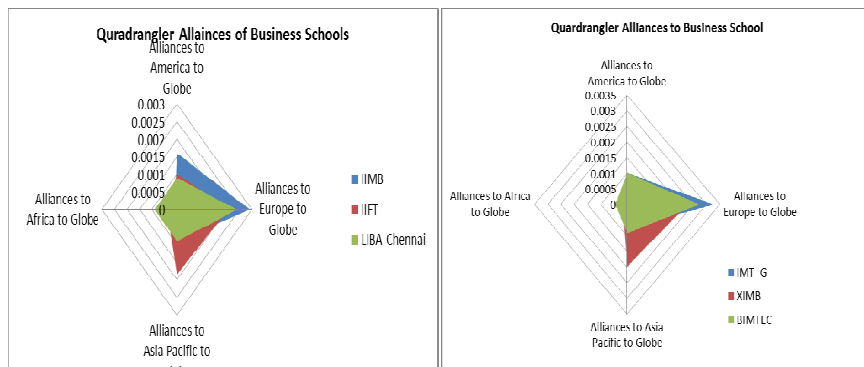 Quradrangler Allainces of Business Schools
Alliances to
America to
Globe
0.003
0.0025
0.002
0.0015
0.001
0.0005
0
Alliances to
Africa to Globe
Alliances to
Europe to
Globe
Alliances to
Asia Pacific to
IIMB
IIFT
LIBA Chennai
Quardrangler Alliances to Business School
Alliances to
America to Globe
0.0035
0.003
0.0025
0.002
0.0015
0.001
0.0005
0
Alliances to Africa
to Globe
Alliances to
Europe to Globe
Alliances to Asia
Pacific to Globe
IMT G
XIMB
BIMTEC